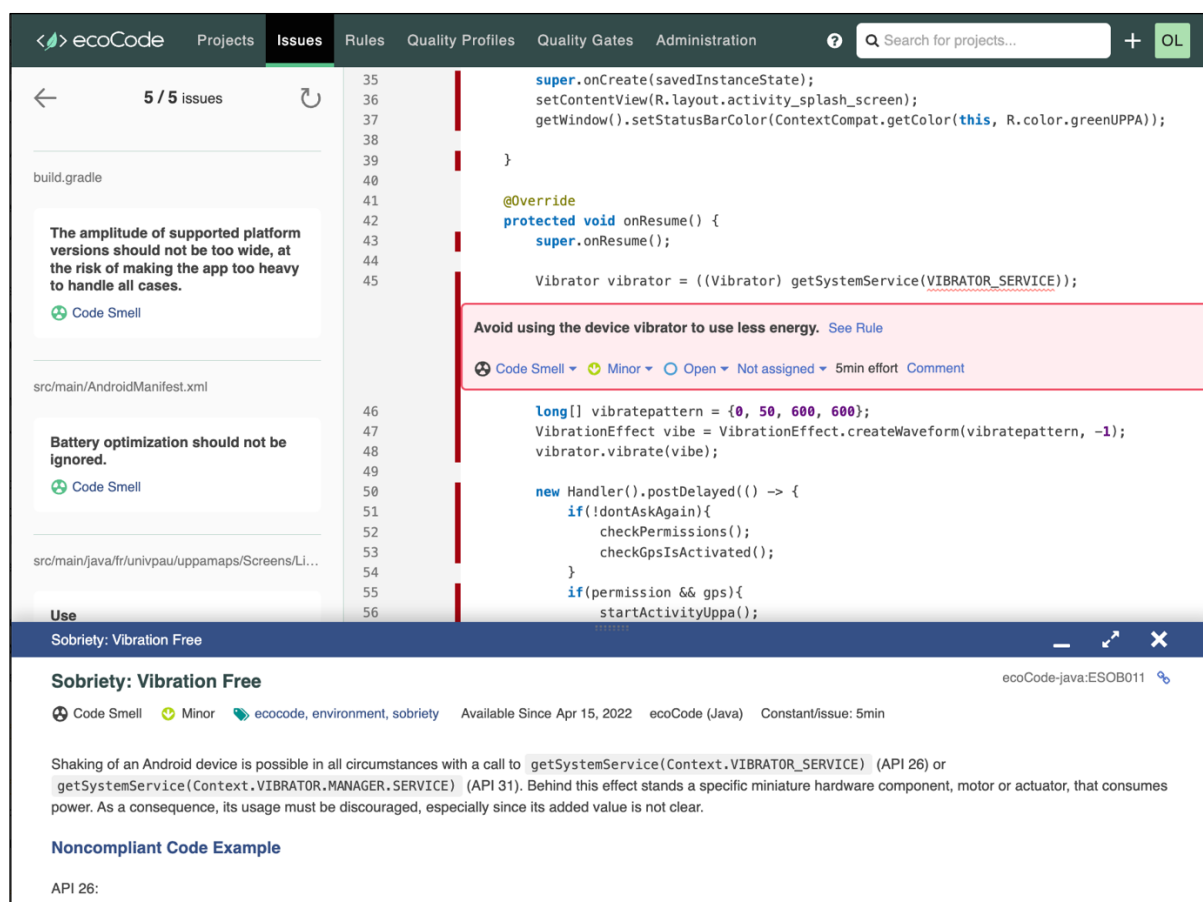 ecoCode Projects Issues Rules Quality Profiles Quality Gates Administration ? Search for projects... + OL
5 / 5 issues
build.gradle
The amplitude of supported platform
versions should not be too wide, at
the risk of making the app too heavy
to handle all cases.
Code Smell
src/main/AndroidManifest.xml
Battery optimization should not be
ignored.
Code Smell
src/main/java/fr/univpau/uppamaps/Screens/Li...
Use
35 super.onCreate(savedInstanceState);
36 setContentView(R.layout.activity_splash_screen);
37 getWindow().setStatusBarColor(ContextCompat.getColor(this, R.color.greenUPPA));
38
39 }
40
41 @Override
42 protected void onResume() {
43 super.onResume();
44
45 Vibrator vibrator = ((Vibrator) getSystemService(VIBRATOR_SERVICE));
Avoid using the device vibrator to use less energy. See Rule
Code Smell Minor Open Not assigned 5min effort Comment
46 long[] vibratepattern = {0, 50, 600, 600};
47 VibrationEffect vibe = VibrationEffect.createWaveform(vibratepattern, -1);
48 vibrator.vibrate(vibe);
49
50 new Handler().postDelayed(() -> {
51 if(!dontAskAgain){
52 checkPermissions();
53 checkGpsIsActivated();
54 }
55 if(permission && gps){
56 startActivityUppa();
Sobriety: Vibration Free
Sobriety: Vibration Free ecoCode-java:ESOB011
Code Smell Minor ecocode, environment, sobriety Available Since Apr 15, 2022 ecoCode (Java) Constant/issue: 5min
Shaking of an Android device is possible in all circumstances with a call to getSystemService(Context.VIBRATOR_SERVICE) (API 26) or
getSystemService(Context.VIBRATOR.MANAGER.SERVICE) (API 31). Behind this effect stands a specific miniature hardware component, motor or actuator, that consumes
power. As a consequence, its usage must be discouraged, especially since its added value is not clear.
Noncompliant Code Example
API 26: